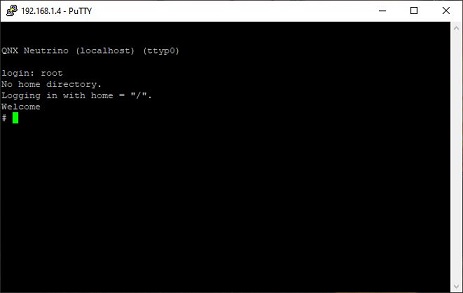 192.168.1.4 - PuTTY
QNX Neutrino (localhost) (ttyp0)
login: root
No home directory.
Logging in with home = "/".
Welcome
#